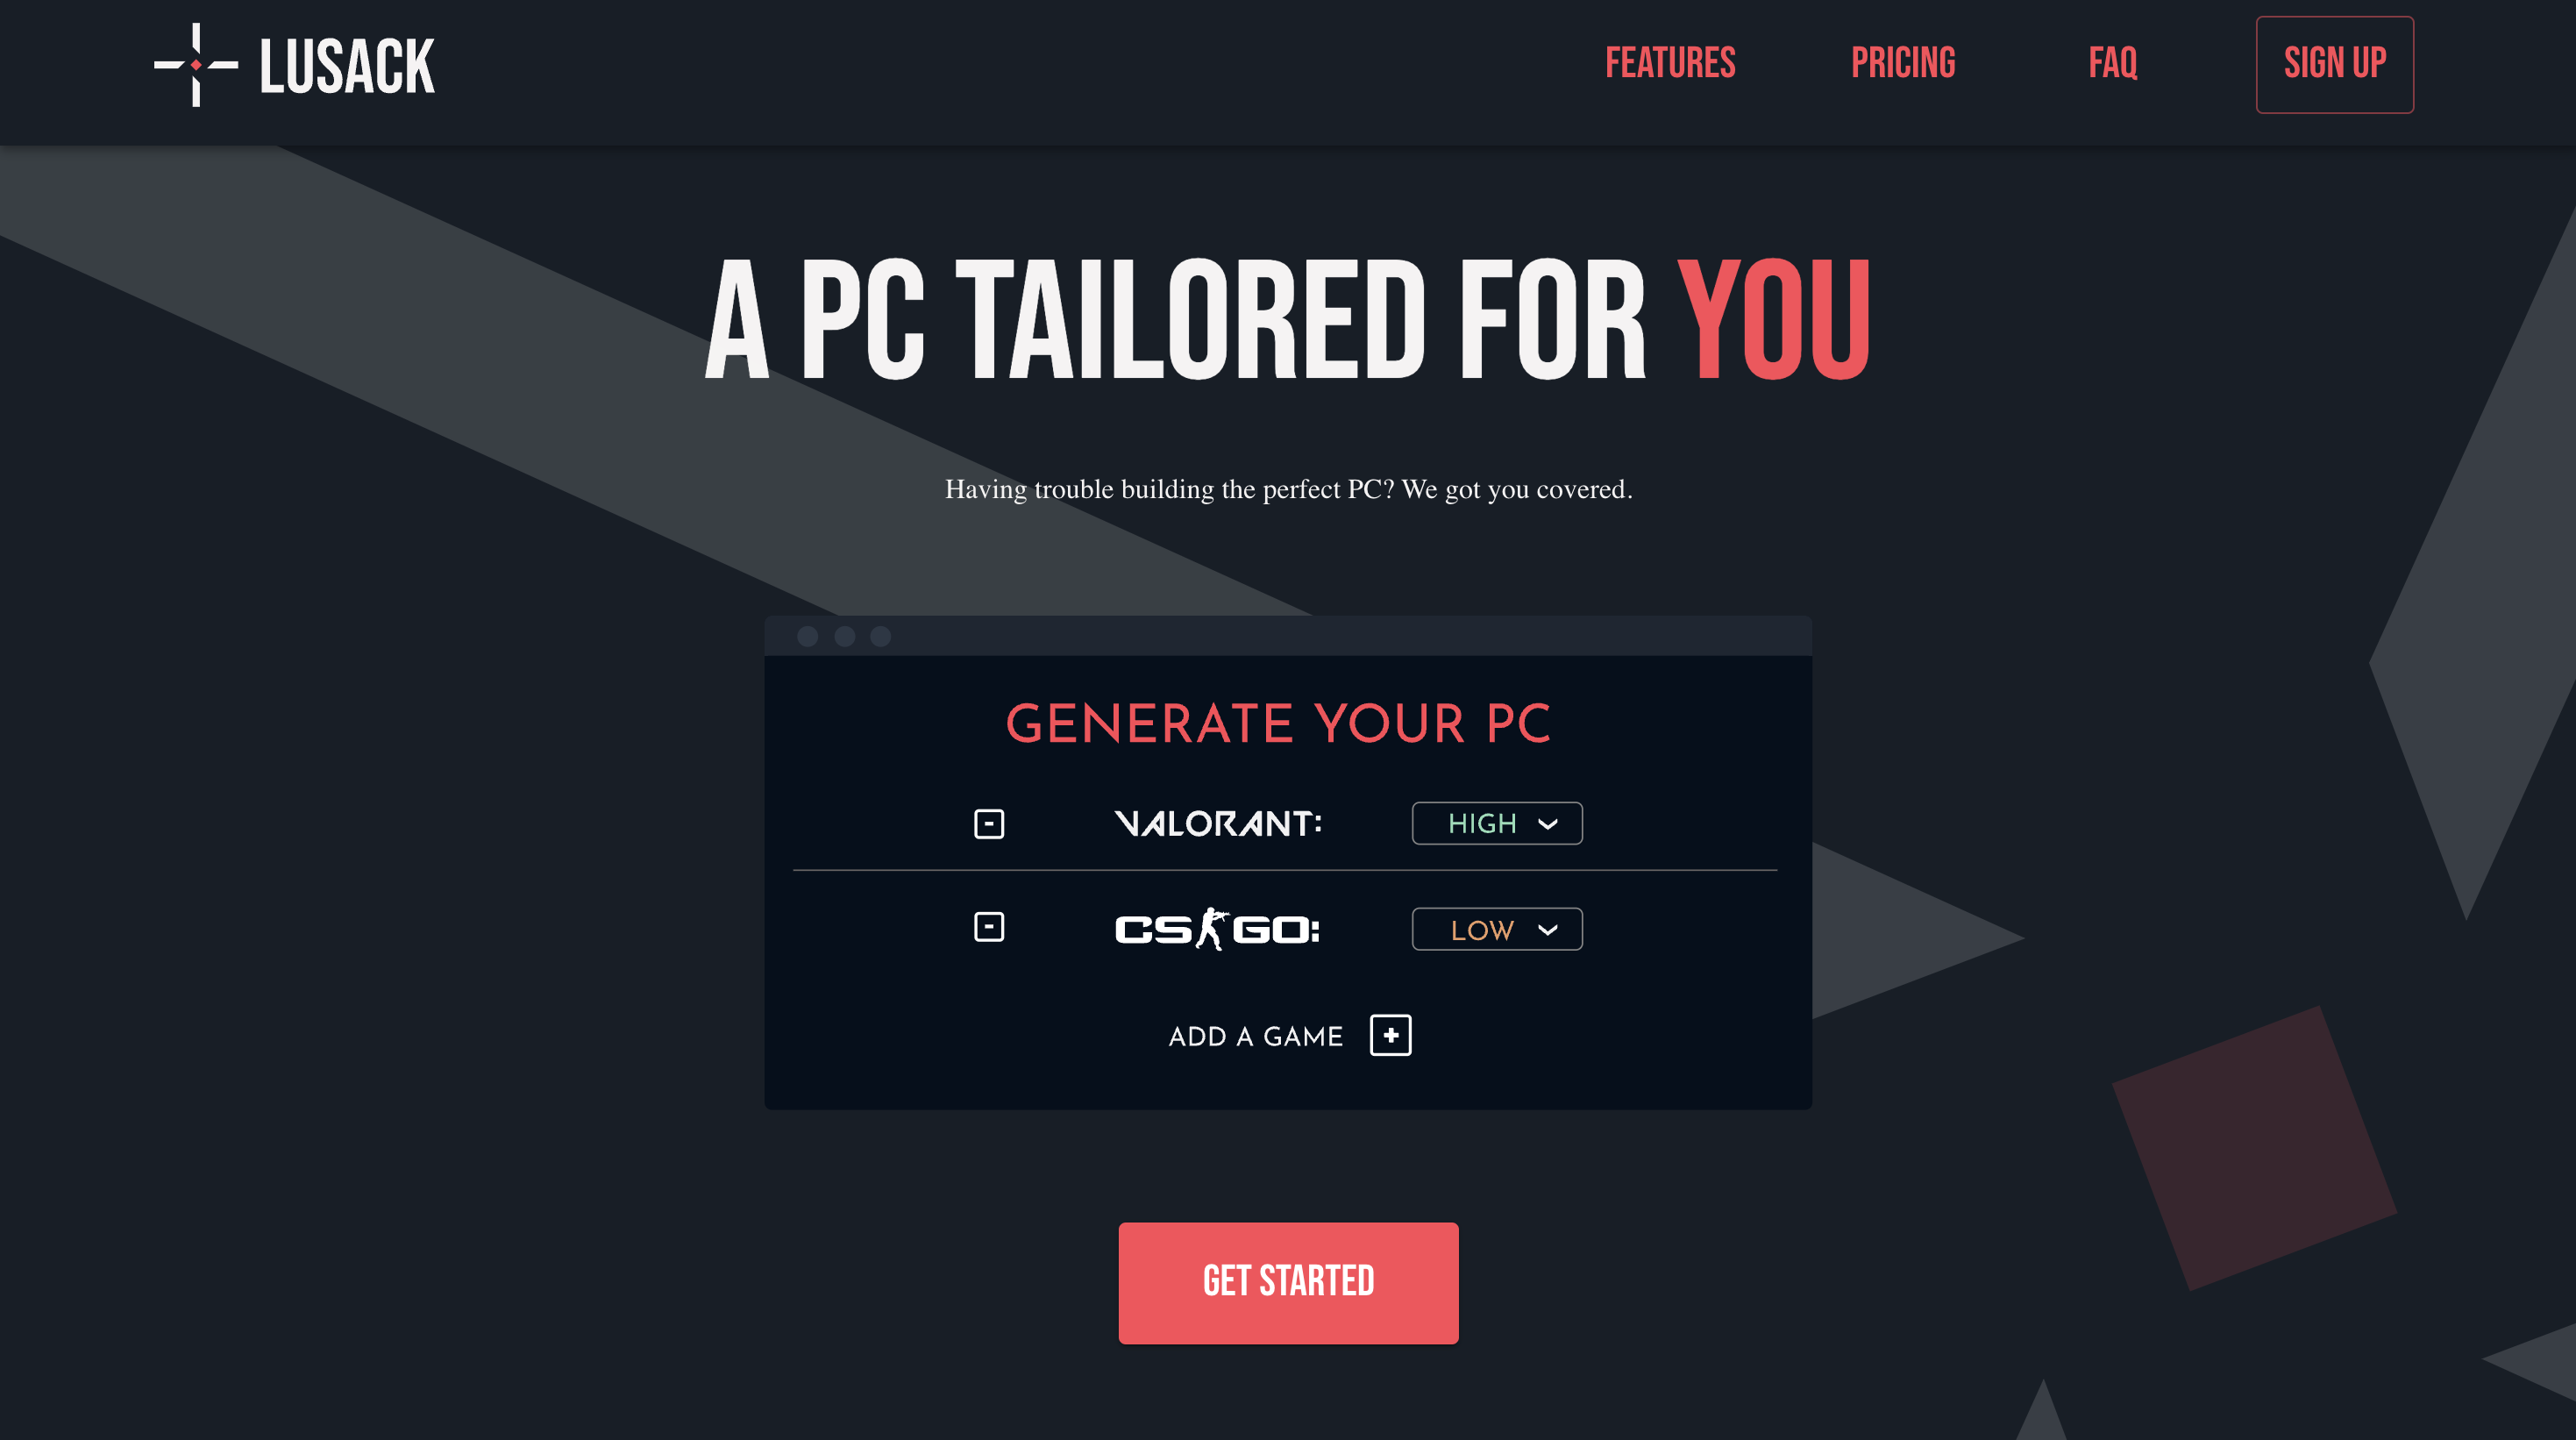 LUSACK
FEATURES PRICING FAQ SIGN UP
A PC TAILORED FOR YOU
Having trouble building the perfect PC? We got you covered.
GENERATE YOUR PC
- VALORANT: HIGH
- CS GO: LOW
ADD A GAME +
GET STARTED